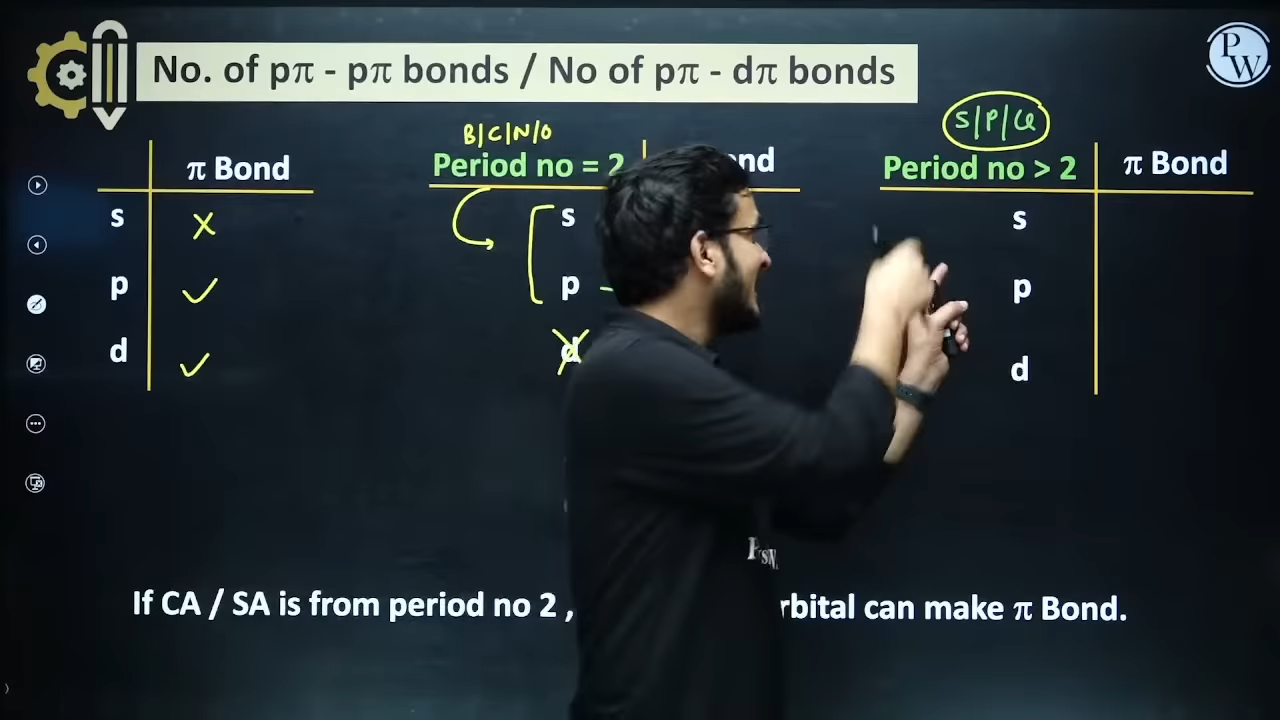 No. of pπ - pπ bonds / No of pπ - dπ bonds
PW
B/C/N/O
S/P/Cl
π Bond
Period no = 2
nd
Period no > 2
π Bond
s
s
s
p
p
p
d
d
d
If CA / SA is from period no 2 ,
rbital can make π Bond.